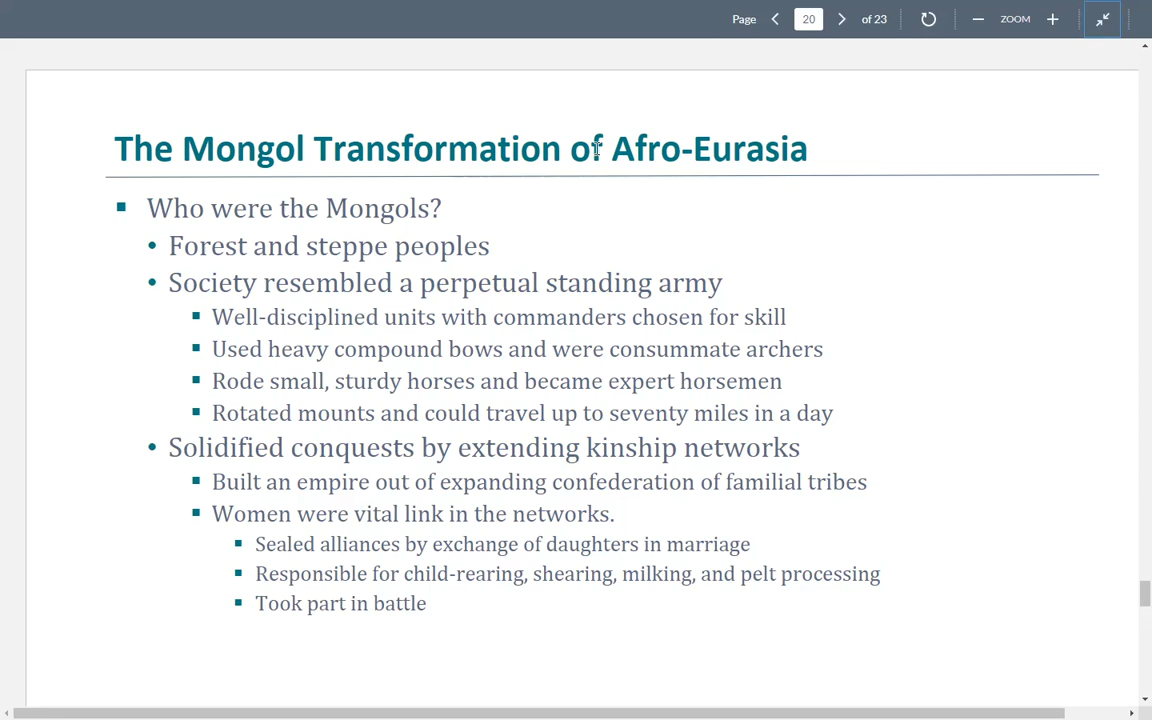 Page 20 of 23 ZOOM
The Mongol Transformation of Afro-Eurasia
Who were the Mongols?
Forest and steppe peoples
Society resembled a perpetual standing army
Well-disciplined units with commanders chosen for skill
Used heavy compound bows and were consummate archers
Rode small, sturdy horses and became expert horsemen
Rotated mounts and could travel up to seventy miles in a day
Solidified conquests by extending kinship networks
Built an empire out of expanding confederation of familial tribes
Women were vital link in the networks.
Sealed alliances by exchange of daughters in marriage
Responsible for child-rearing, shearing, milking, and pelt processing
Took part in battle